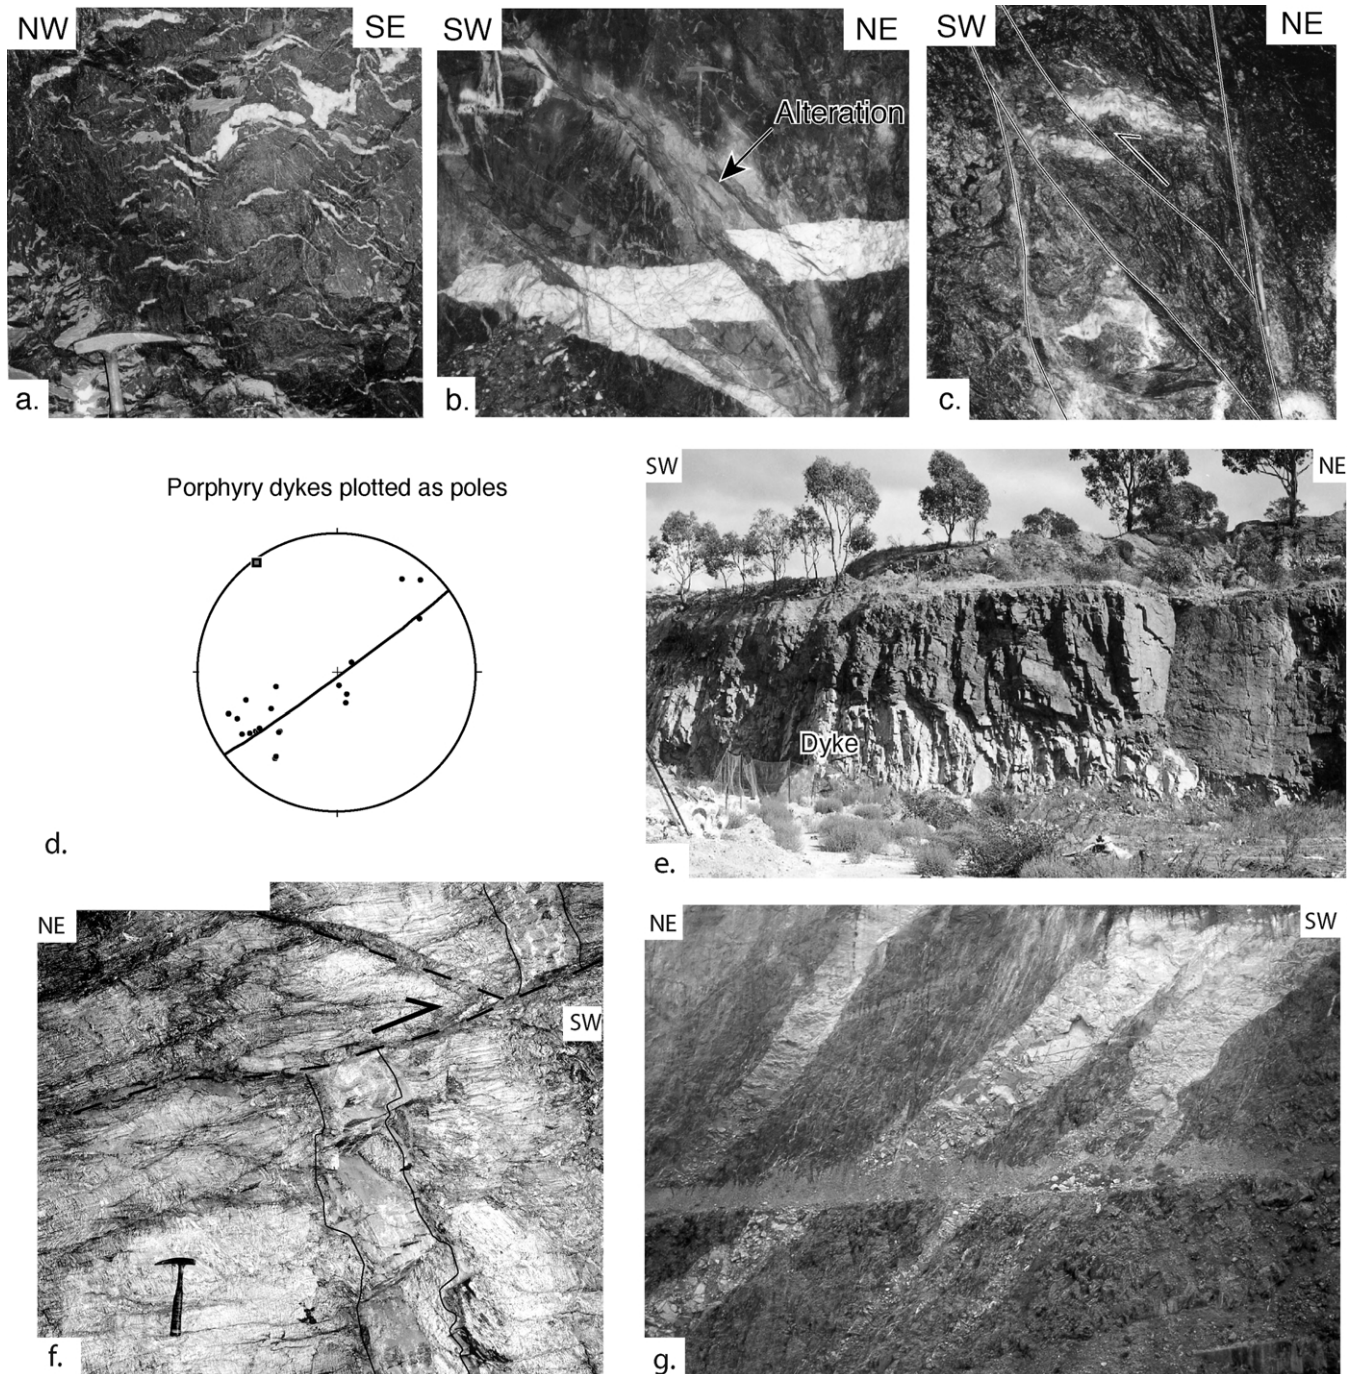 NW SE
a.
SW NE
Alteration
b.
SW NE
c.
Porphyry dykes plotted as poles
d.
SW NE
Dyke
e.
NE
SW
f.
NE SW
g.